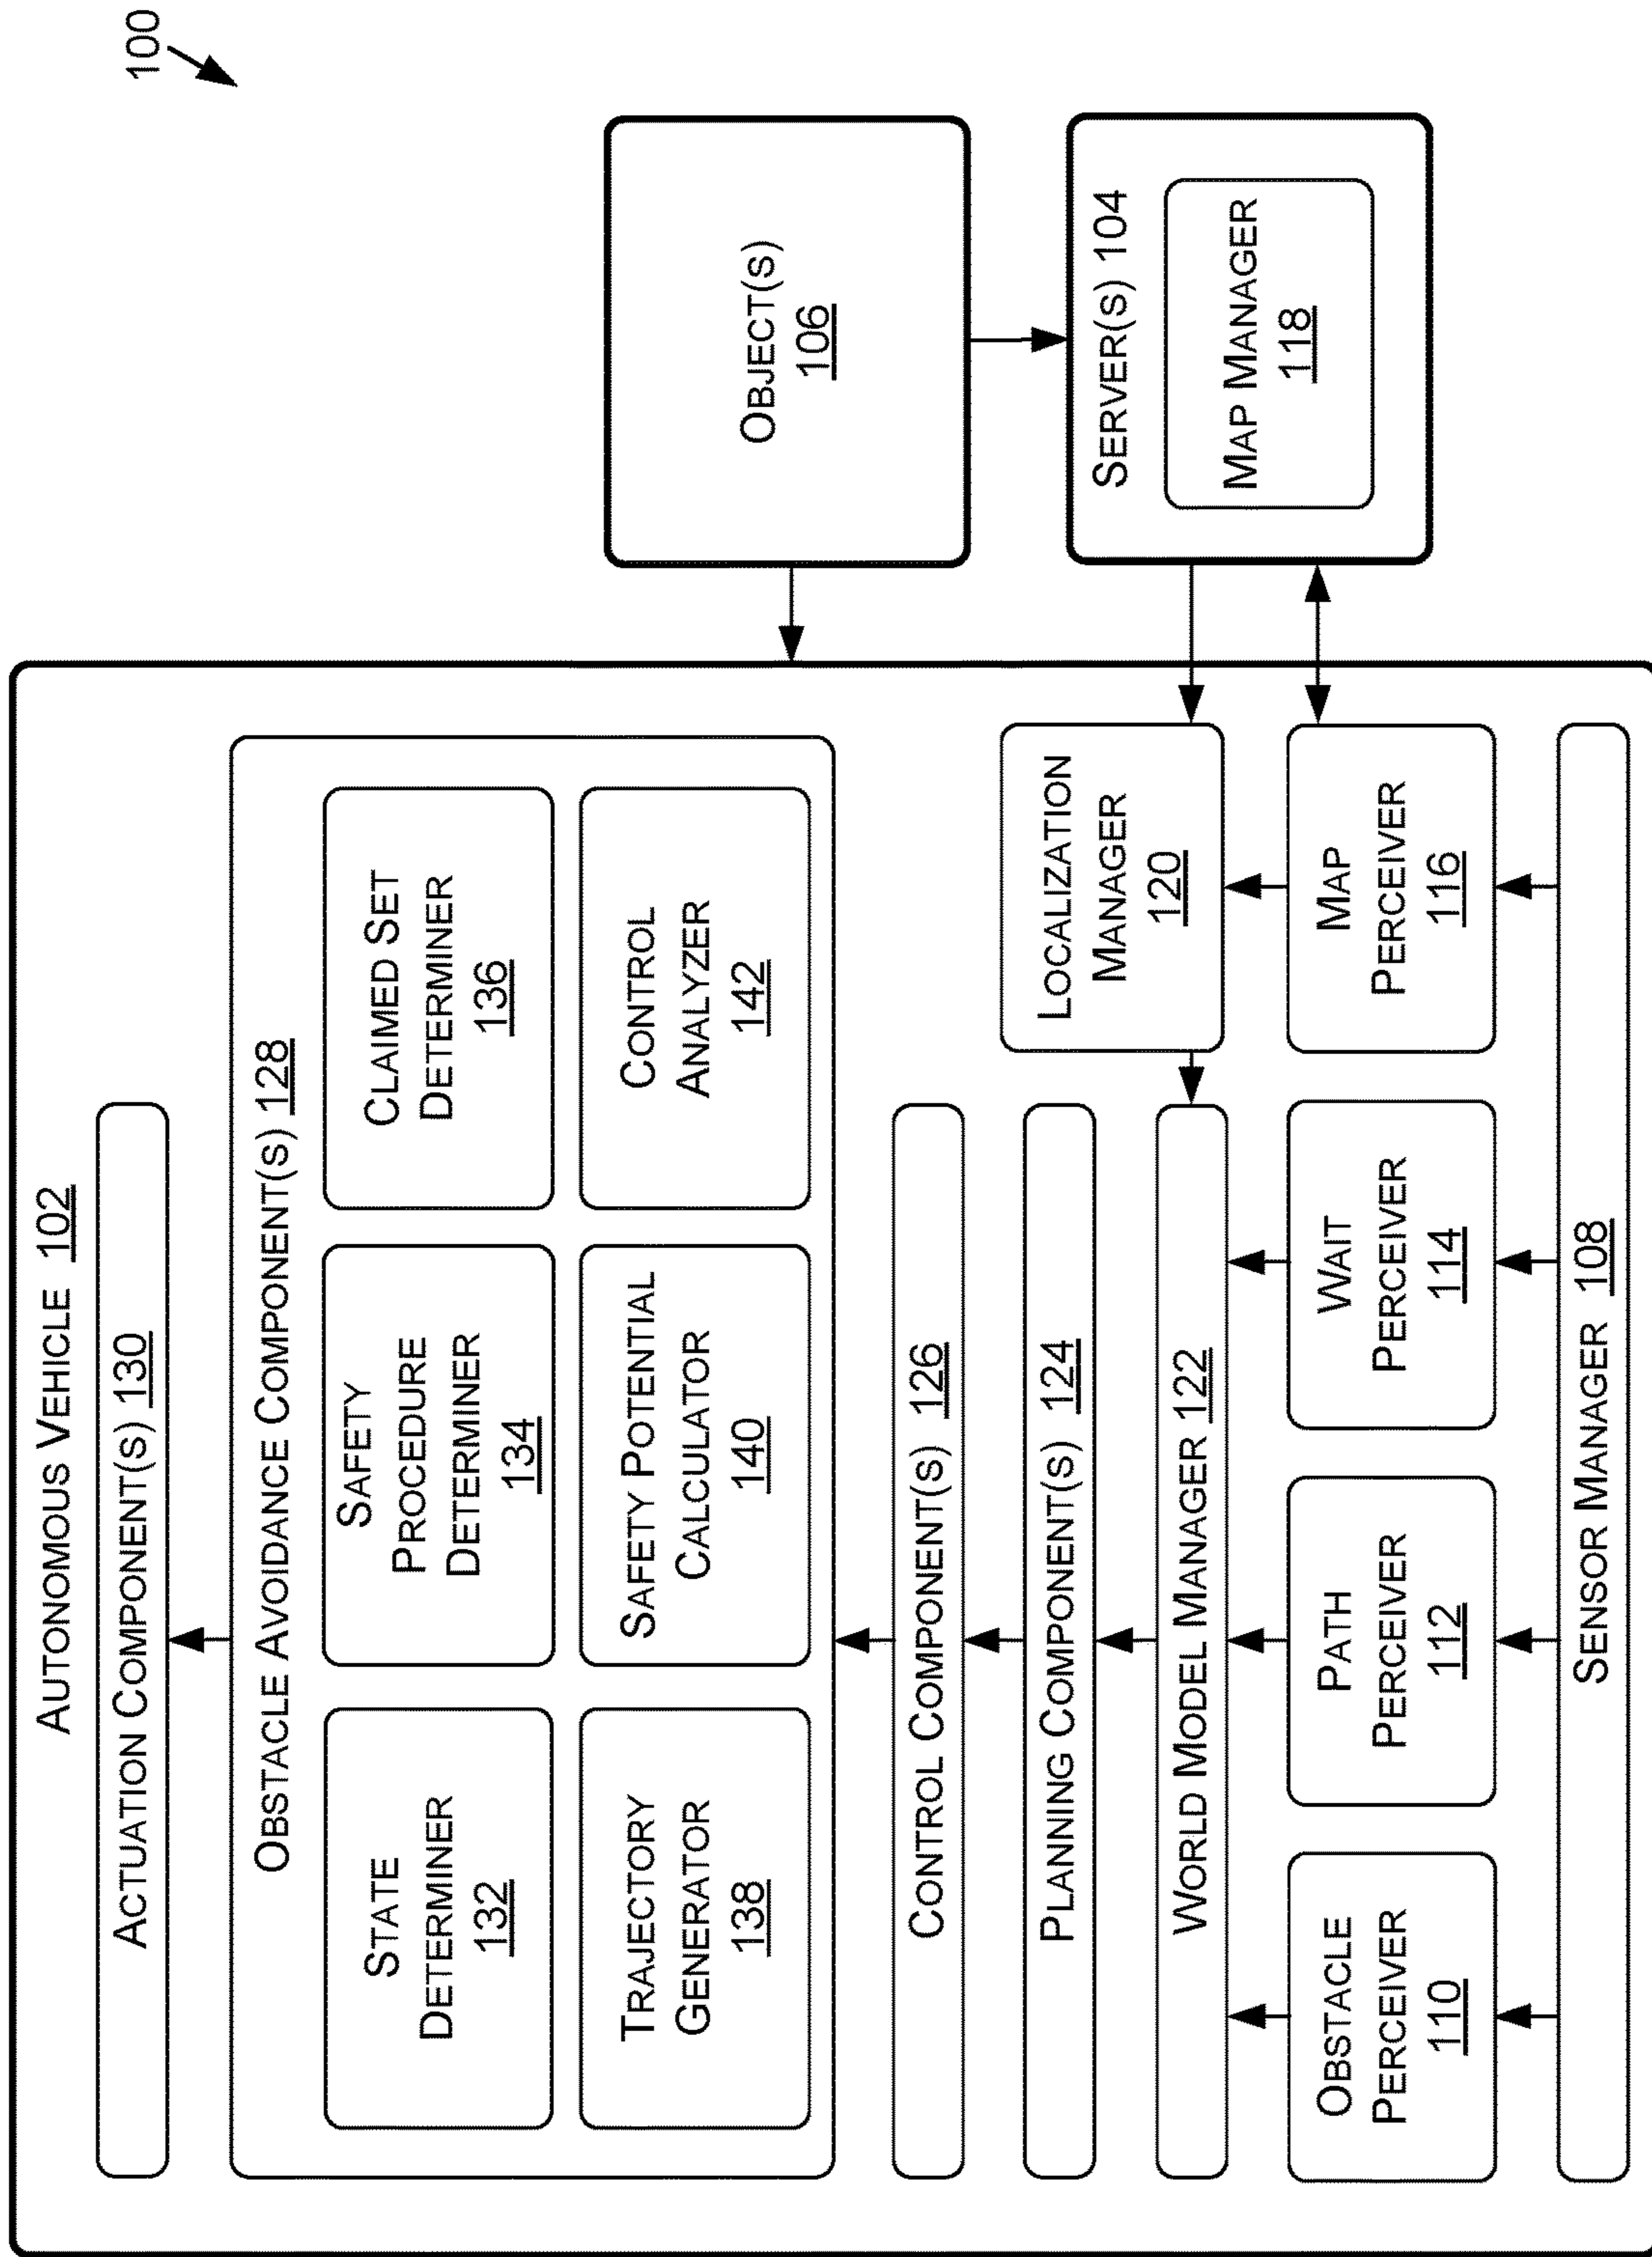 100
AUTONOMOUS VEHICLE 102
ACTUATION COMPONENT(S) 130
OBSTACLE AVOIDANCE COMPONENT(S) 128
STATE
DETERMINER
132
SAFETY
PROCEDURE
DETERMINER
134
CLAIMED SET
DETERMINER
136
TRAJECTORY
GENERATOR
138
SAFETY POTENTIAL
CALCULATOR
140
CONTROL
ANALYZER
142
CONTROL COMPONENT(S) 126
PLANNING COMPONENT(S) 124
WORLD MODEL MANAGER 122
LOCALIZATION
MANAGER
120
OBSTACLE
PERCEIVER
110
PATH
PERCEIVER
112
WAIT
PERCEIVER
114
MAP
PERCEIVER
116
SENSOR MANAGER 108
OBJECT(S)
106
SERVER(S) 104
MAP MANAGER
118